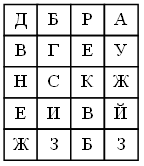 Д Б Р А
В Г Е У
Н С К Ж
Е И В Й
Ж З Б З